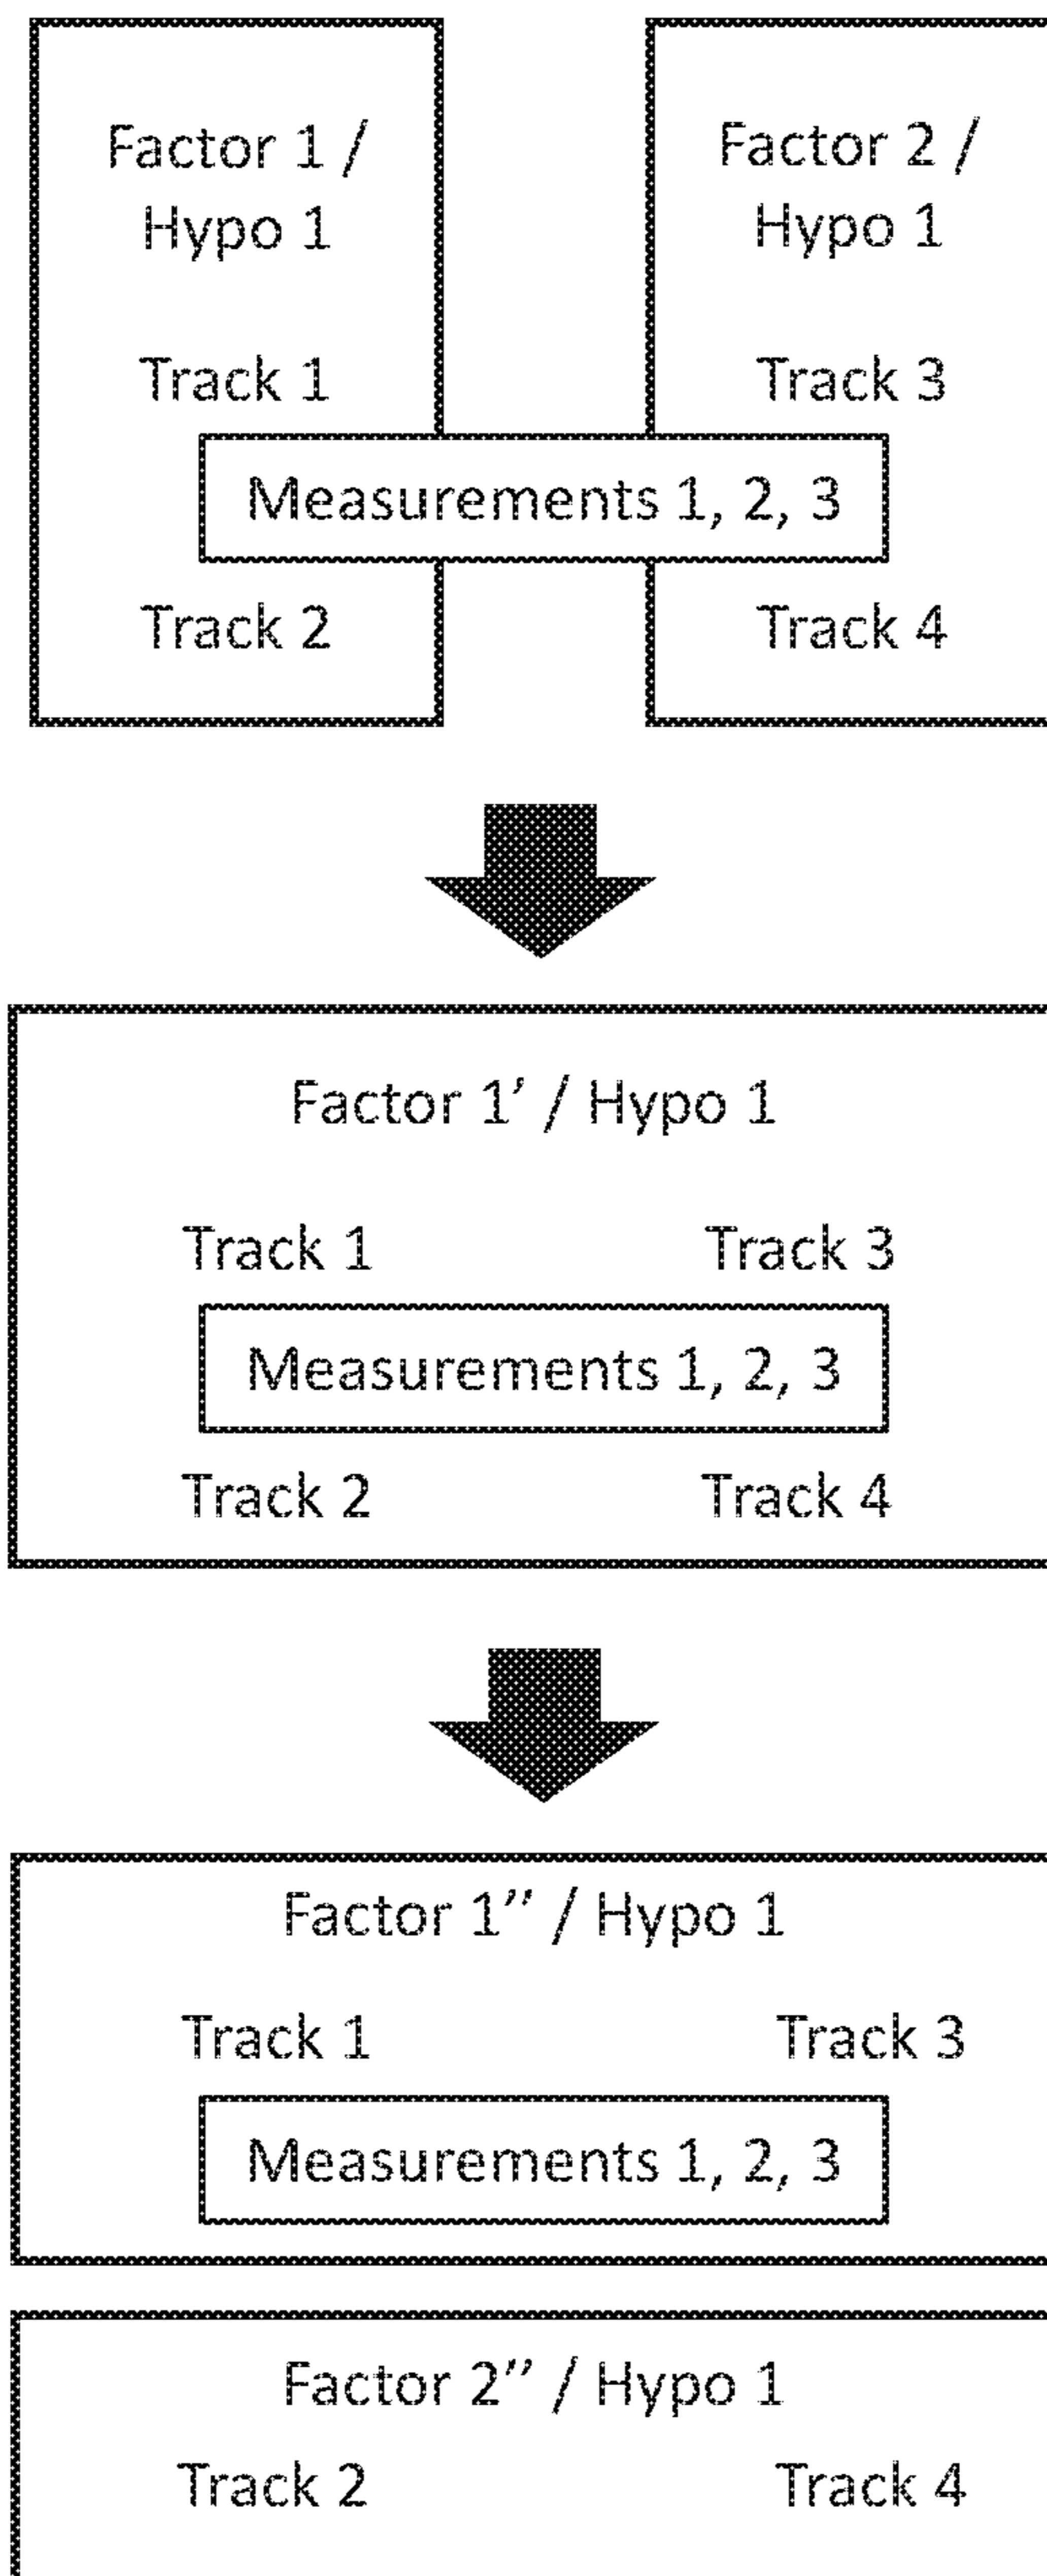 Factor 1 /
Hypo 1
Track 1
Factor 2 /
Hypo 1
Track 3
Measurements 1, 2, 3
Track 2
Track 4
Factor 1’ / Hypo 1
Track 1
Track 3
Measurements 1, 2, 3
Track 2
Track 4
Factor 1’’ / Hypo 1
Track 1
Track 3
Measurements 1, 2, 3
Factor 2’’ / Hypo 1
Track 2
Track 4